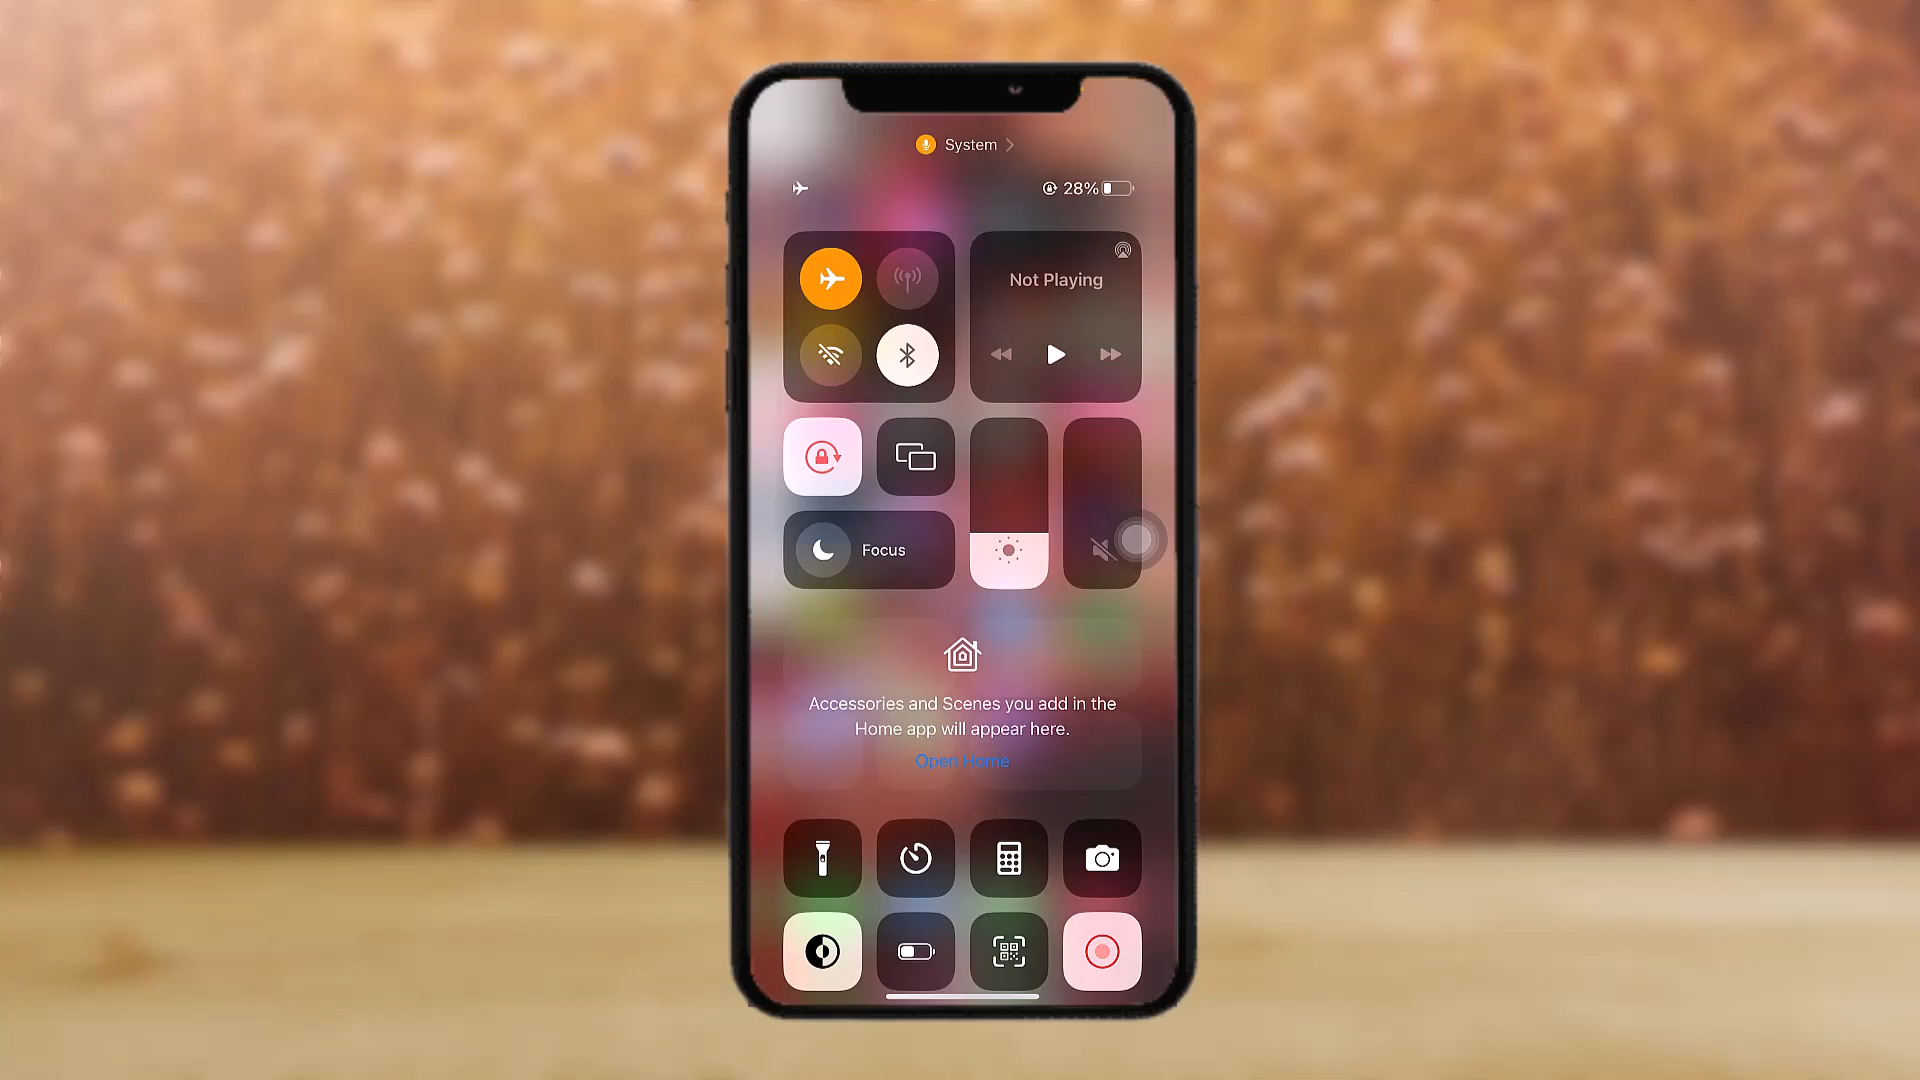 System
28%
Not Playing
Focus
Accessories and Scenes you add in the
Home app will appear here.
Open Home